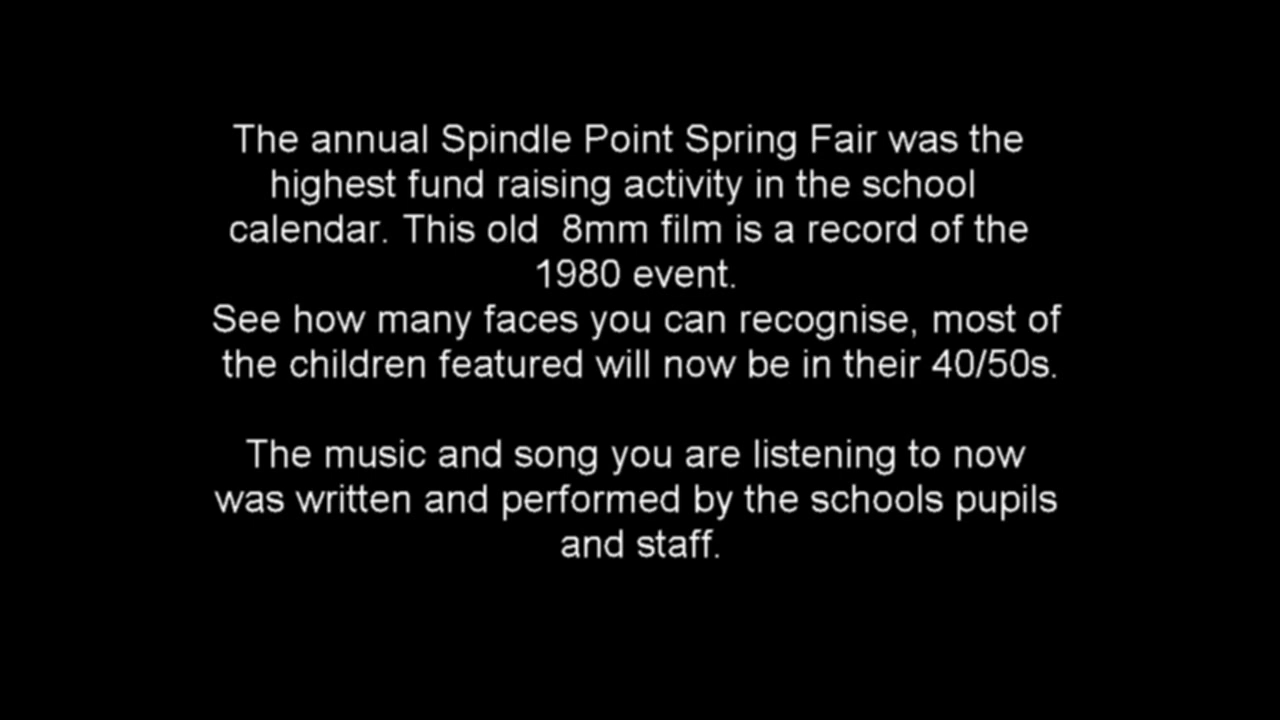 The annual Spindle Point Spring Fair was the
highest fund raising activity in the school
calendar. This old  8mm film is a record of the
1980 event.
See how many faces you can recognise, most of
the children featured will now be in their 40/50s.
The music and song you are listening to now
was written and performed by the schools pupils
and staff.